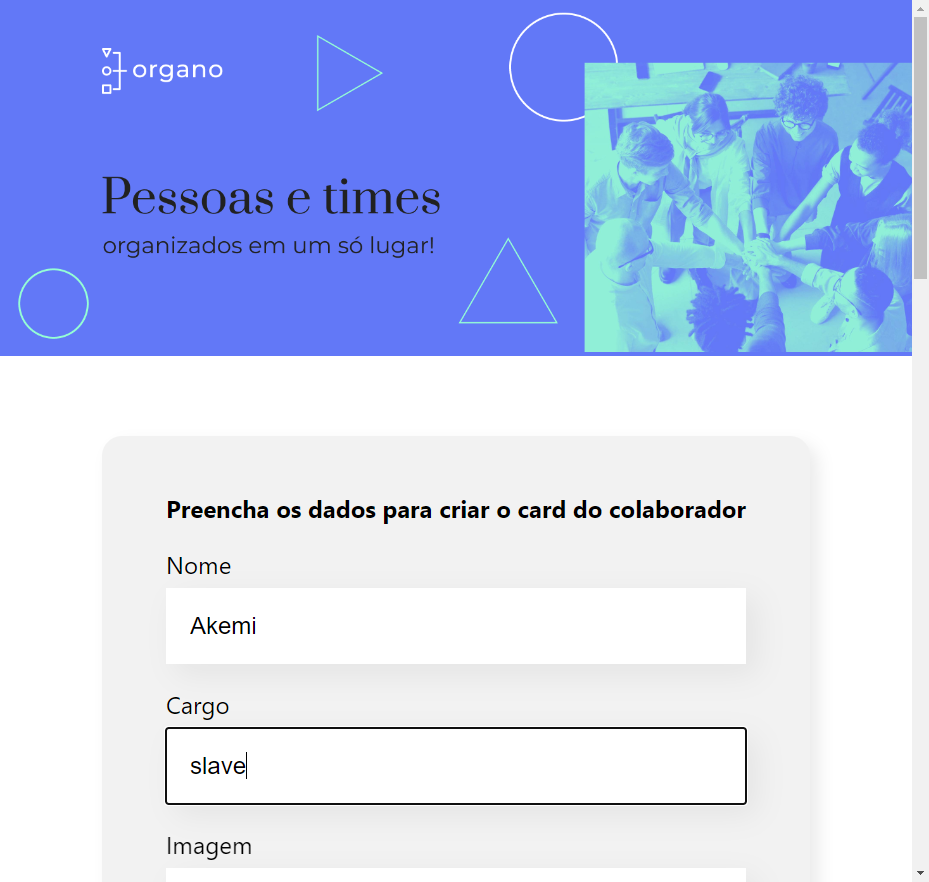 organo
Pessoas e times
organizados em um só lugar!
Preencha os dados para criar o card do colaborador
Nome
Akemi
Cargo
slave
Imagem